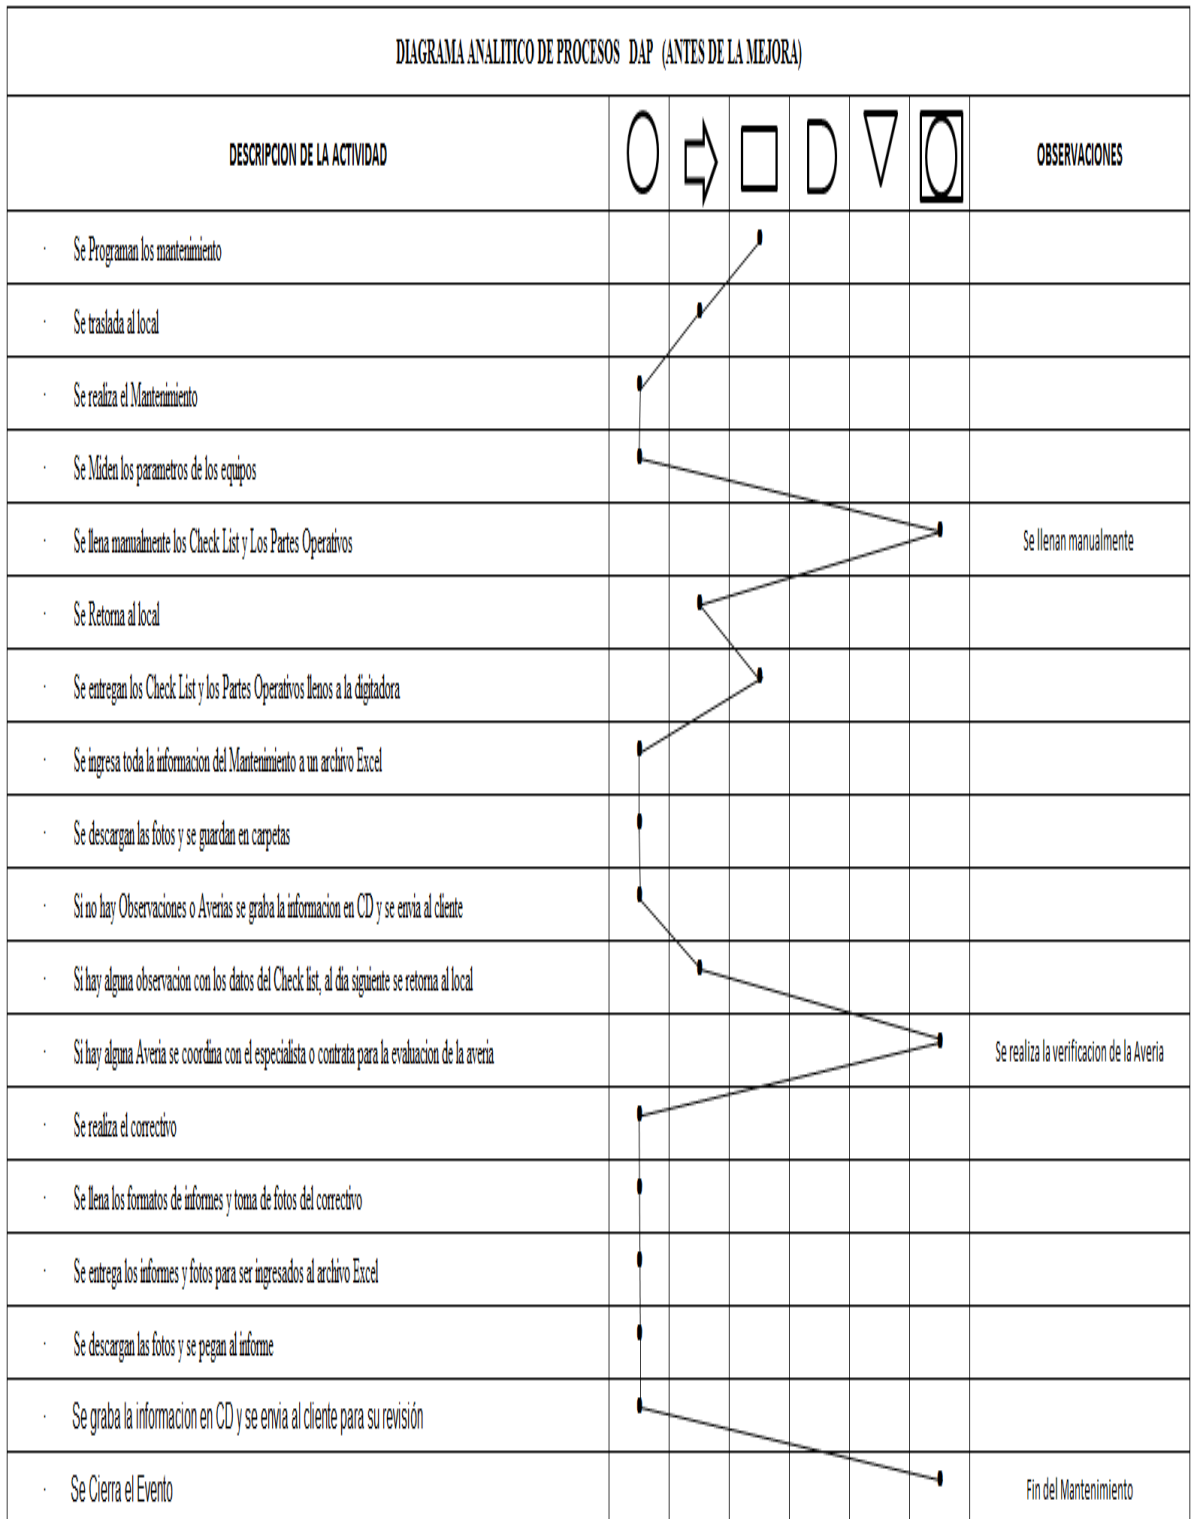 DIAGRAMA ANALITICO DE PROCESOS DAP (ANTES DE LA MEJORA)
DESCRIPCION DE LA ACTIVIDAD
OBSERVACIONES
Se Programan los mantenimiento
Se traslada al local
Se realiza el Mantenimiento
Se Miden los parametros de los equipos
Se llena manualmente los Check List y Los Partes Operativos
Se llenan manualmente
Se Retorna al local
Se entregan los Check List y los Partes Operativos llenos a la digitadora
Se ingresa toda la informacion del Mantenimiento a un archivo Excel
Se descargan las fotos y se guardan en carpetas
Si no hay Observaciones o Averias se graba la informacion en CD y se envia al cliente
Si hay alguna observacion con los datos del Check list, al dia siguiente se retorna al local
Si hay alguna Averia se coordina con el especialista o contrata para la evaluacion de la averia
Se realiza la verificacion de la Averia
Se realiza el correctivo
Se llena los formatos de informes y toma de fotos del correctivo
Se entrega los informes y fotos para ser ingresados al archivo Excel
Se descargan las fotos y se pegan al informe
Se graba la informacion en CD y se envia al cliente para su revisión
Se Cierra el Evento
Fin del Mantenimiento